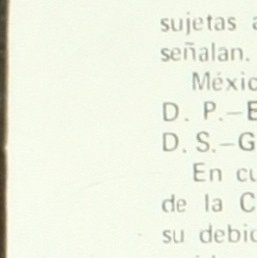 sujetas a
señalan.
Méxic
D. P.—E
D. S.—G
En cu
de la C
su debid